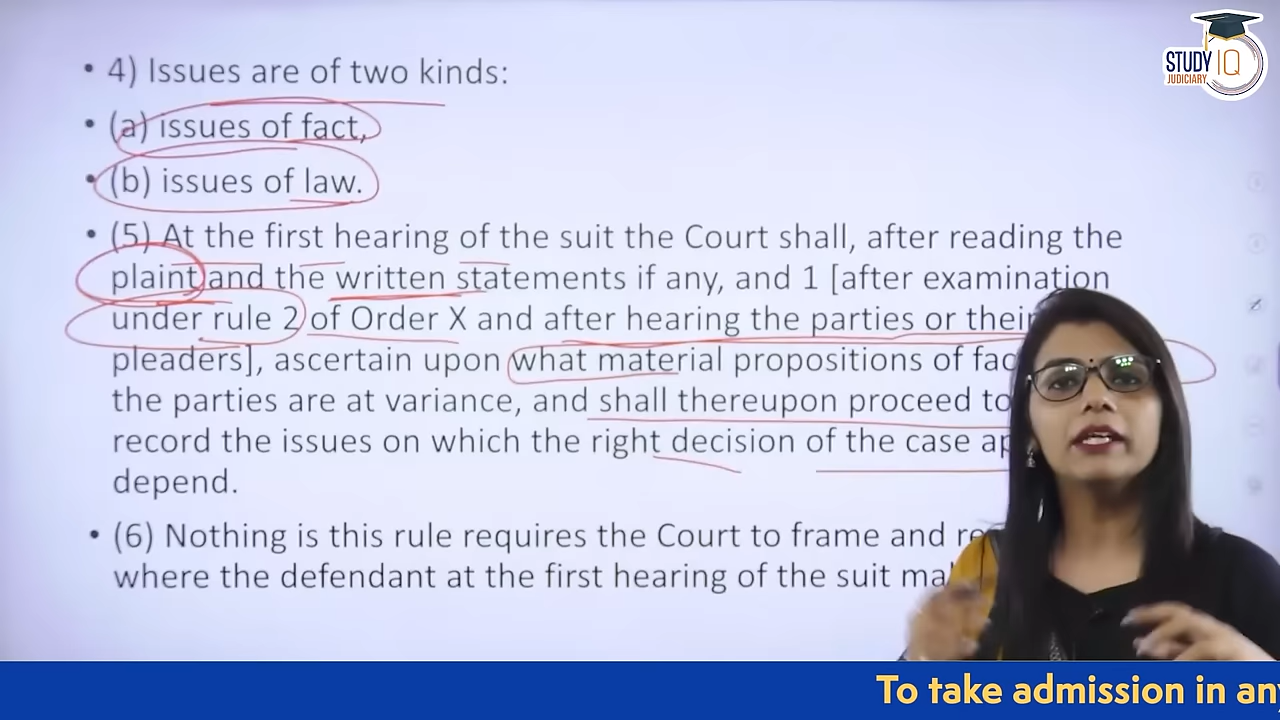 STUDY IQ
JUDICIARY
• 4) Issues are of two kinds:
• (a) issues of fact,
• (b) issues of law.
• (5) At the first hearing of the suit the Court shall, after reading the
plaint and the written statements if any, and 1 [after examination
under rule 2 of Order X and after hearing the parties or their
pleaders], ascertain upon what material propositions of
the parties are at variance, and shall thereupon proceed to
record the issues on which the right decision of the case
depend.
• (6) Nothing is this rule requires the Court to frame and
where the defendant at the first hearing of the suit
To take admission in